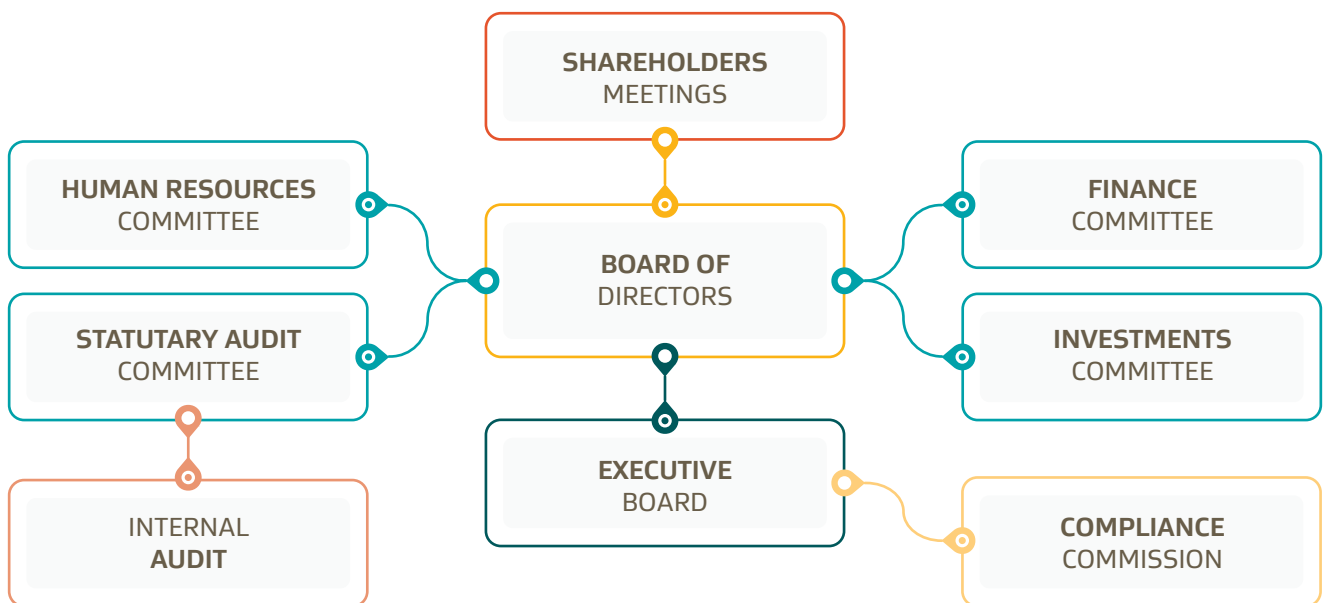 SHAREHOLDERS
MEETINGS
HUMAN RESOURCES
COMMITTEE
FINANCE
COMMITTEE
BOARD OF
DIRECTORS
STATUTARY AUDIT
COMMITTEE
INVESTMENTS
COMMITTEE
EXECUTIVE
BOARD
INTERNAL
AUDIT
COMPLIANCE
COMMISSION